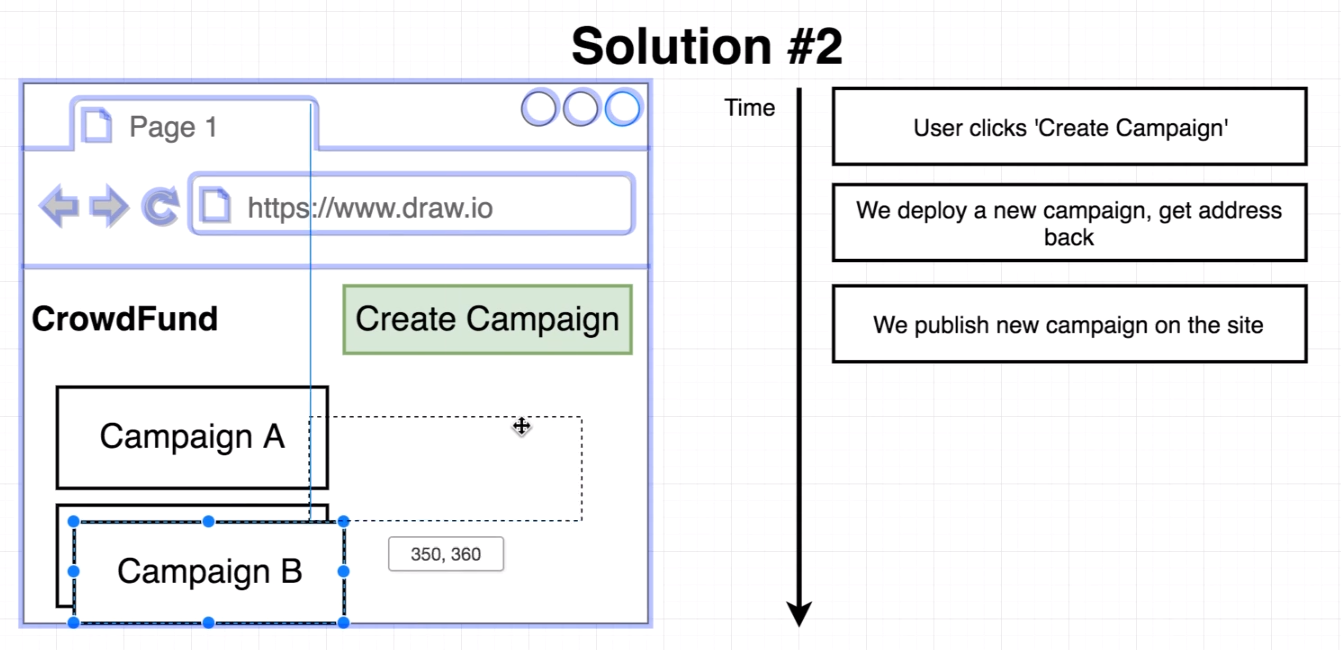 Solution #2
Page 1
https://www.draw.io
CrowdFund
Create Campaign
Campaign A
Campaign B
350, 360
Time
User clicks 'Create Campaign'
We deploy a new campaign, get address
back
We publish new campaign on the site